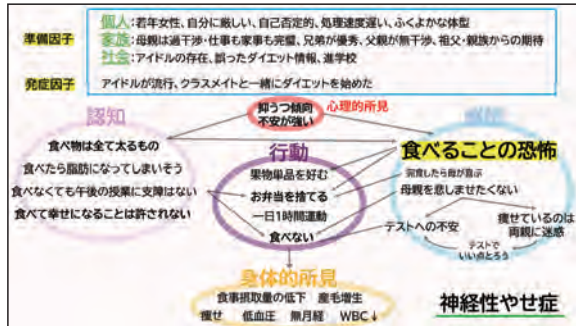 準備因子
個人：若年女性、自分に厳しい、自己否定的、処理速度遅い、ふくよかな体型
家族：母親は過干渉・仕事も家事も完璧、兄弟が優秀、父親が無干渉、祖父・親族からの期待
社会：アイドルの存在、誤ったダイエット情報、進学校
発症因子
アイドルが流行、クラスメイトと一緒にダイエットを始めた
抑うつ傾向
不安が強い
心理的所見
認知
食べ物は全て太るもの
食べたら脂肪になってしまいそう
食べなくても午後の授業に支障はない
食べて幸せになることは許されない
行動
果物単品を好む
お弁当を捨てる
一日1時間運動
食べない
食べることの恐怖
完食したら母が喜ぶ
母親を悲しませたくない
テストへの不安
痩せているのは
両親に迷惑
テストで
いい点とろう
身体的所見
食事摂取量の低下 産毛増生
痩せ 低血圧 無月経 WBC↓
神経性やせ症